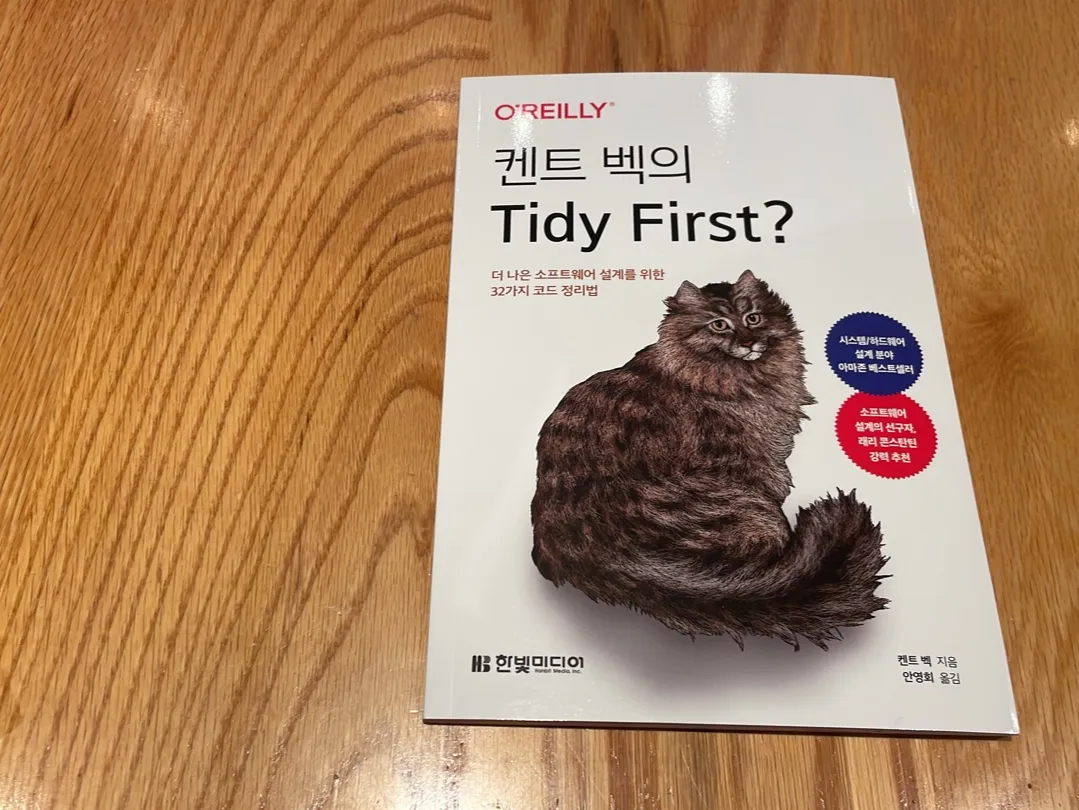 O'REILLY®
켄트 벡의
Tidy First?
더 나은 소프트웨어 설계를 위한
32가지 코드 정리법
시스템/하드웨어
설계 분야
아마존 베스트셀러
소프트웨어
설계의 선구자,
래리 콘스탄틴
강력 추천
한빛미디어
Hanbit Media, Inc.
켄트 벡 지음
안영회 옮김